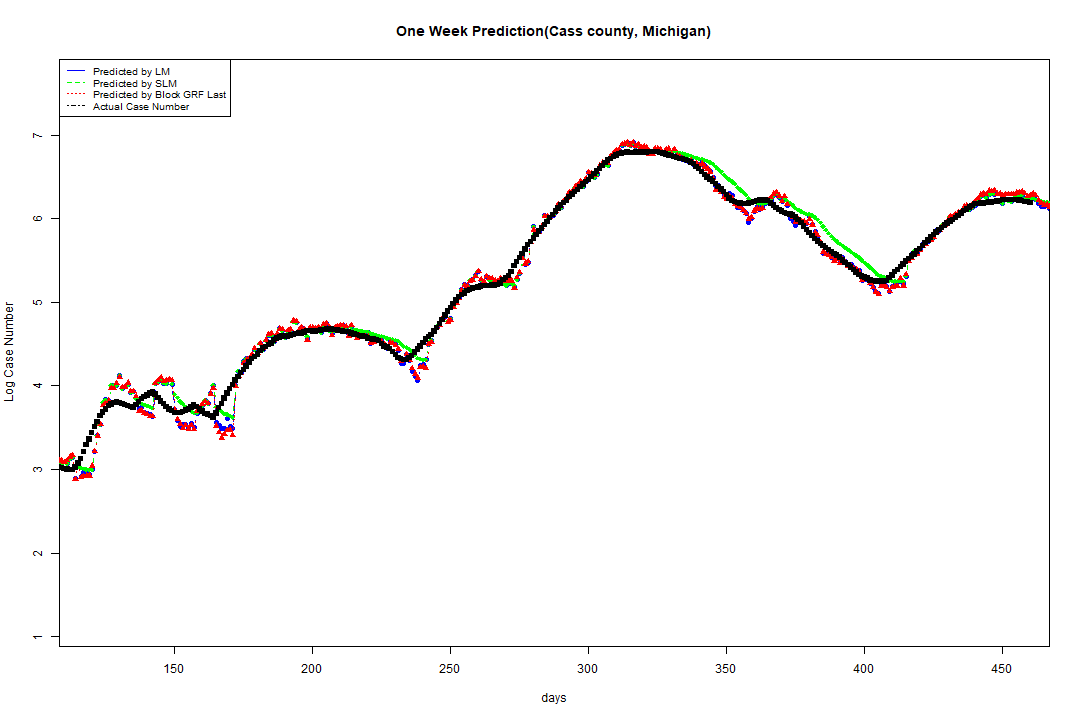 One Week Prediction(Cass county, Michigan)
Predicted by LM
Predicted by SLM
Predicted by Block GRF Last
Actual Case Number
7
6
5
4
3
2
1
Log Case Number
150 200 250 300 350 400 450
days